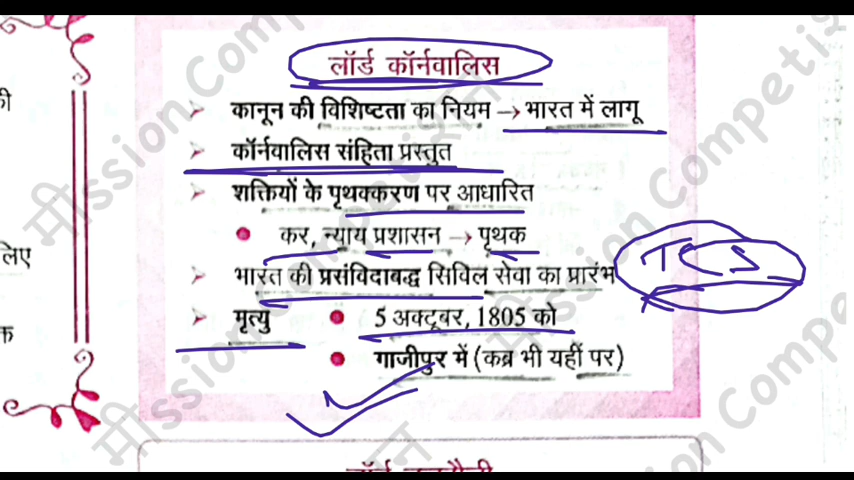 लॉर्ड कॉर्नवालिस
➢ कानून की विशिष्टता का नियम → भारत में लागू
➢ कॉर्नवालिस संहिता प्रस्तुत
➢ शक्तियों के पृथक्करण पर आधारित
● कर, न्याय प्रशासन → पृथक
लिए
➢ भारत की प्रसंविदाबद्ध सिविल सेवा का प्रारंभ
TCS
➢ मृत्यु ● 5 अक्टूबर, 1805 को
● गाजीपुर में (कब्र भी यहीं पर)